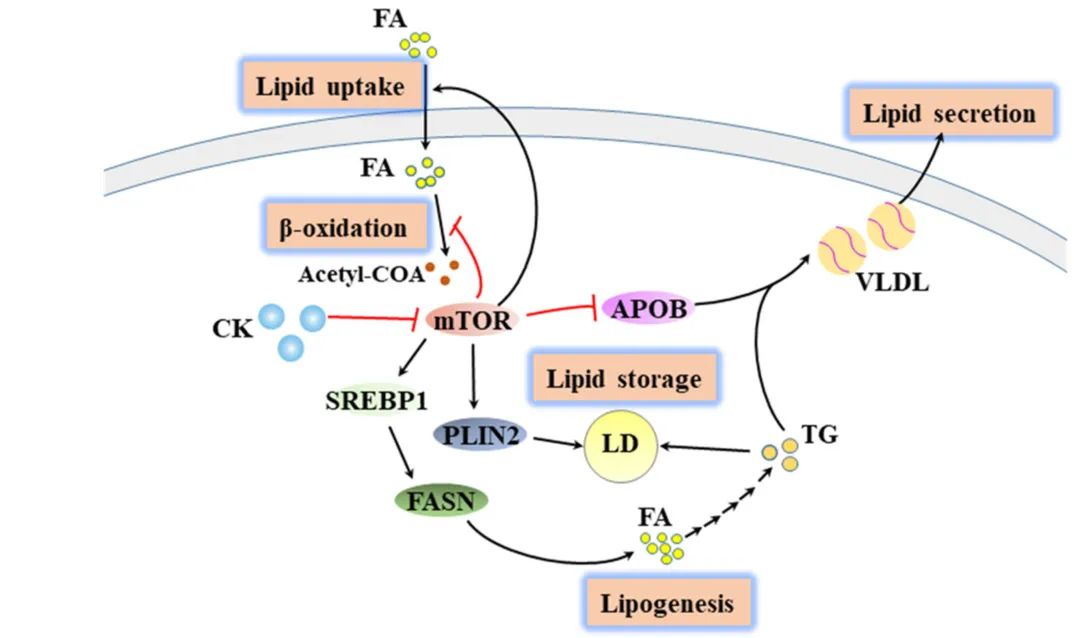 FA
Lipid uptake
Lipid secretion
FA
β-oxidation
Acetyl-COA
VLDL
CK
mTOR
APOB
Lipid storage
SREBP1
PLIN2
LD
TG
FASN
FA
Lipogenesis